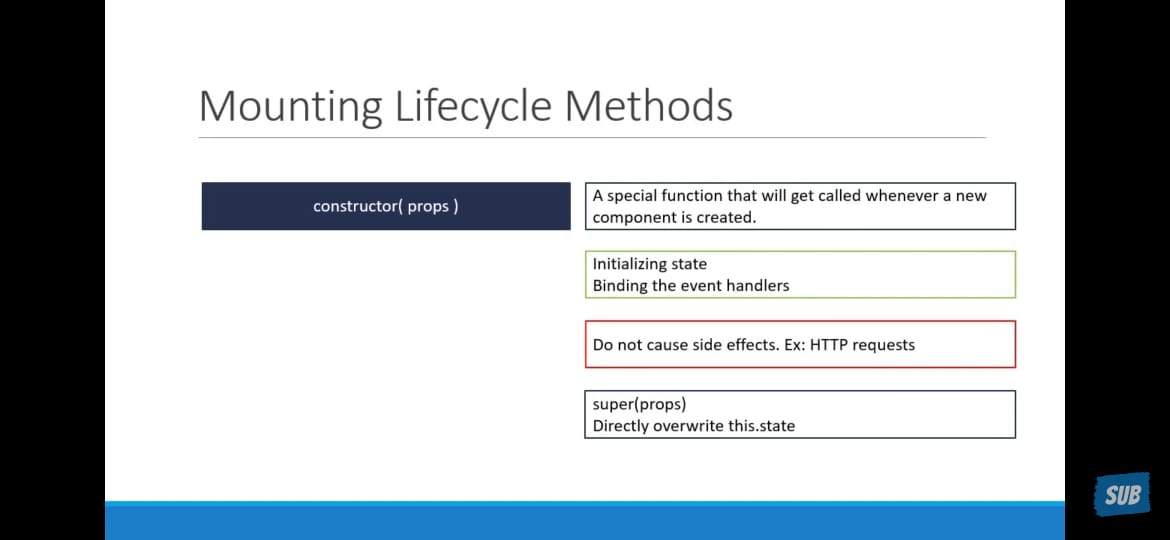 Mounting Lifecycle Methods
constructor( props )
A special function that will get called whenever a new
component is created.
Initializing state
Binding the event handlers
Do not cause side effects. Ex: HTTP requests
super(props)
Directly overwrite this.state
SUB